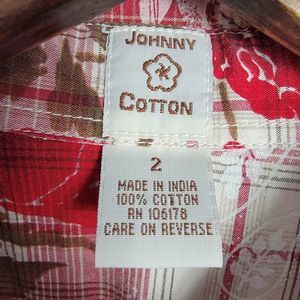 JOHNNY
COTTON
2
MADE IN INDIA
100% COTTON
RN 106178
CARE ON REVERSE